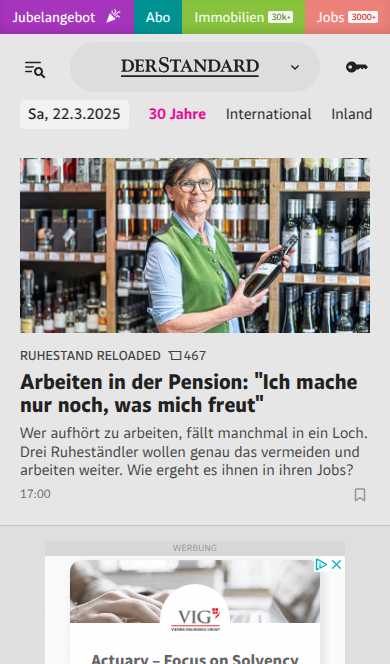 Jubelangebot Abo Immobilien 30k+ Jobs 3000+
DERSTANDARD
Sa, 22.3.2025 30 Jahre International Inland
RUHESTAND RELOADED 467
Arbeiten in der Pension: "Ich mache
nur noch, was mich freut"
Wer aufhört zu arbeiten, fällt manchmal in ein Loch.
Drei Ruheständler wollen genau das vermeiden und
arbeiten weiter. Wie ergeht es ihnen in ihren Jobs?
17:00
WERBUNG
VIG
VIENNA INSURANCE GROUP
Actuary – Focus on Solvency